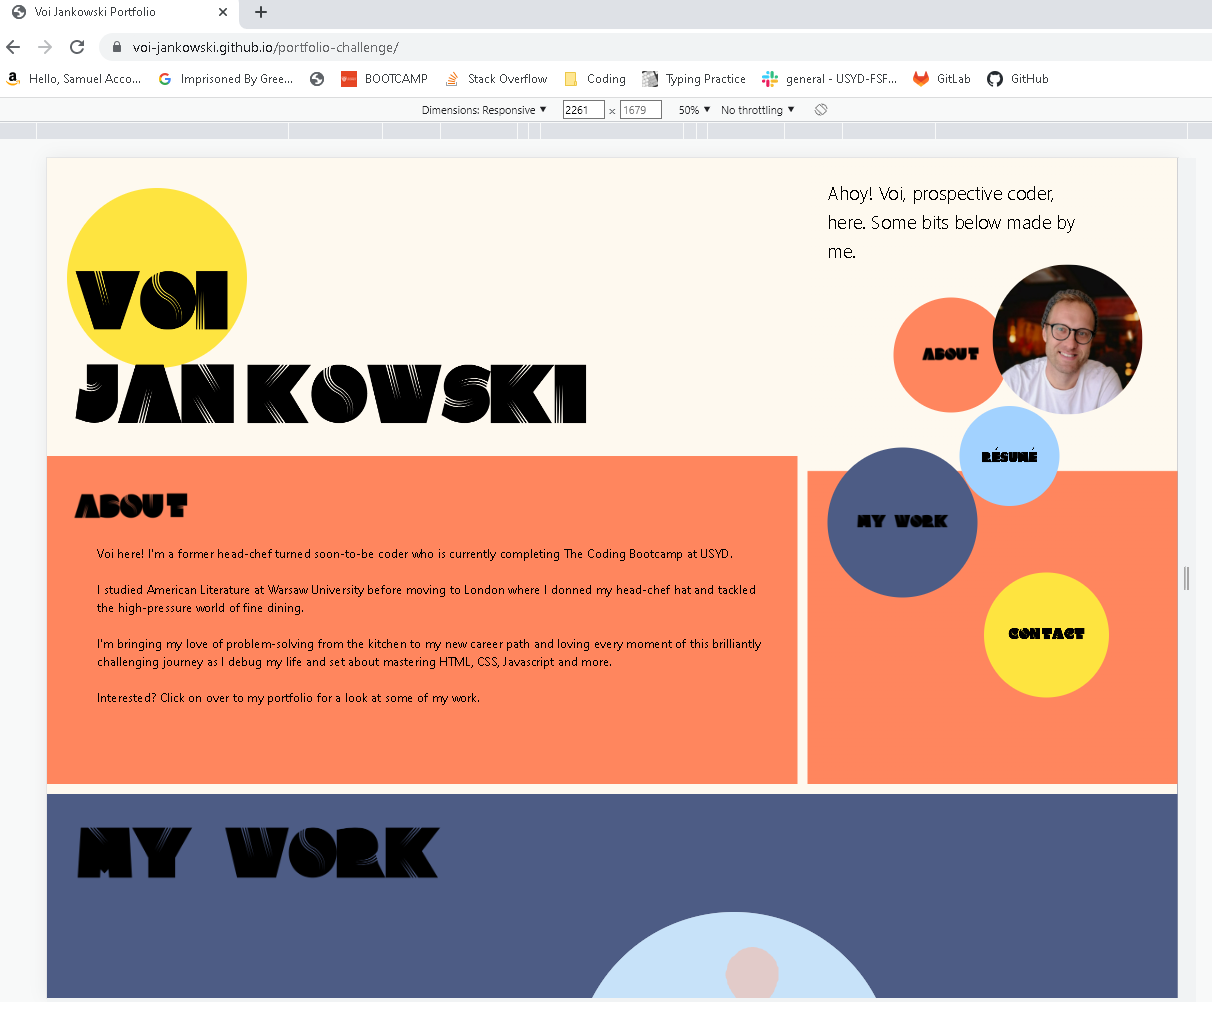 Voi Jankowski Portfolio
voi-jankowski.github.io/portfolio-challenge/
Hello, Samuel Acco...
Imprisoned By Gree...
BOOTCAMP
Stack Overflow
Coding
Typing Practice
general - USYD-FSF...
GitLab
GitHub
Dimensions: Responsive ▼ 2261 × 1679 50% ▼ No throttling ▼
Ahoy! Voi, prospective coder,
here. Some bits below made by
me.
VOI
JANKOWSKI
ABOUT
RÉSUMÉ
MY WORK
CONTACT
ABOUT
Voi here! I'm a former head-chef turned soon-to-be coder who is currently completing The Coding Bootcamp at USYD.
I studied American Literature at Warsaw University before moving to London where I donned my head-chef hat and tackled
the high-pressure world of fine dining.
I'm bringing my love of problem-solving from the kitchen to my new career path and loving every moment of this brilliantly
challenging journey as I debug my life and set about mastering HTML, CSS, Javascript and more.
Interested? Click on over to my portfolio for a look at some of my work.
MY WORK